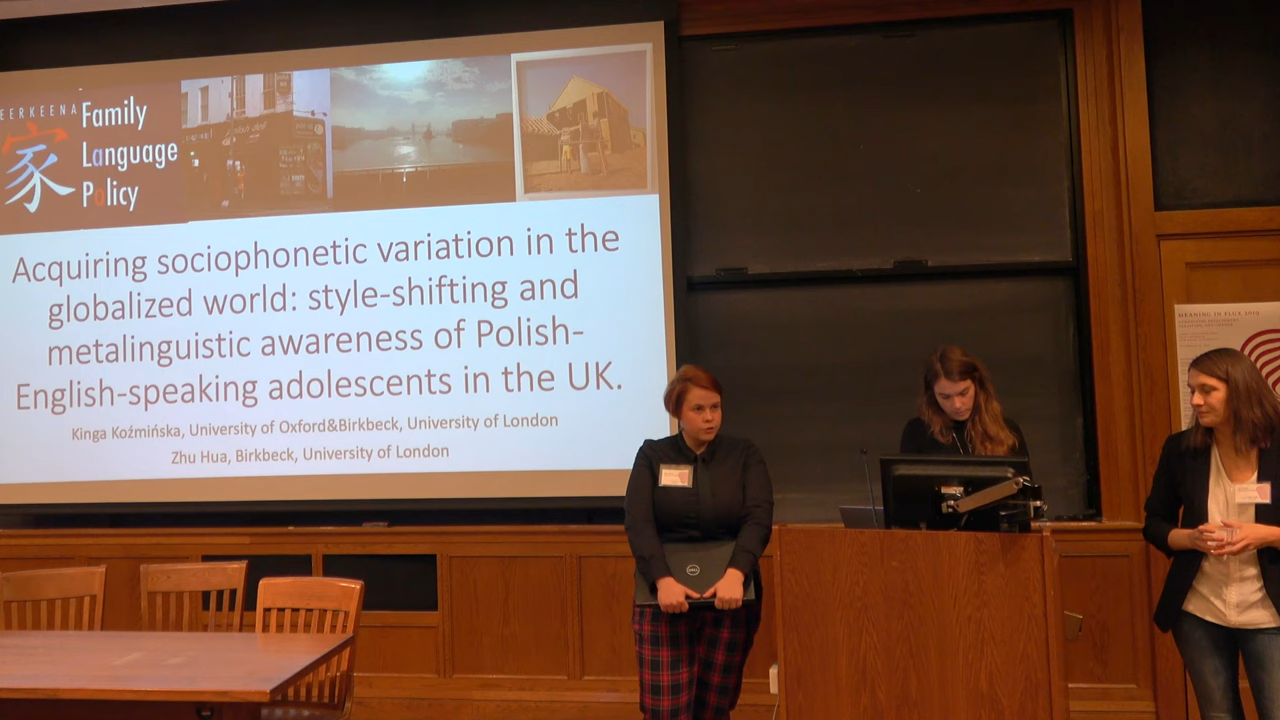 EERKEENA
Family
Language
Policy
家
Acquiring sociophonetic variation in the
globalized world: style-shifting and
metalinguistic awareness of Polish-
English-speaking adolescents in the UK.
Kinga Koźmińska, University of Oxford&Birkbeck, University of London
Zhu Hua, Birkbeck, University of London
DELL
MEANING IN FLUX 2019